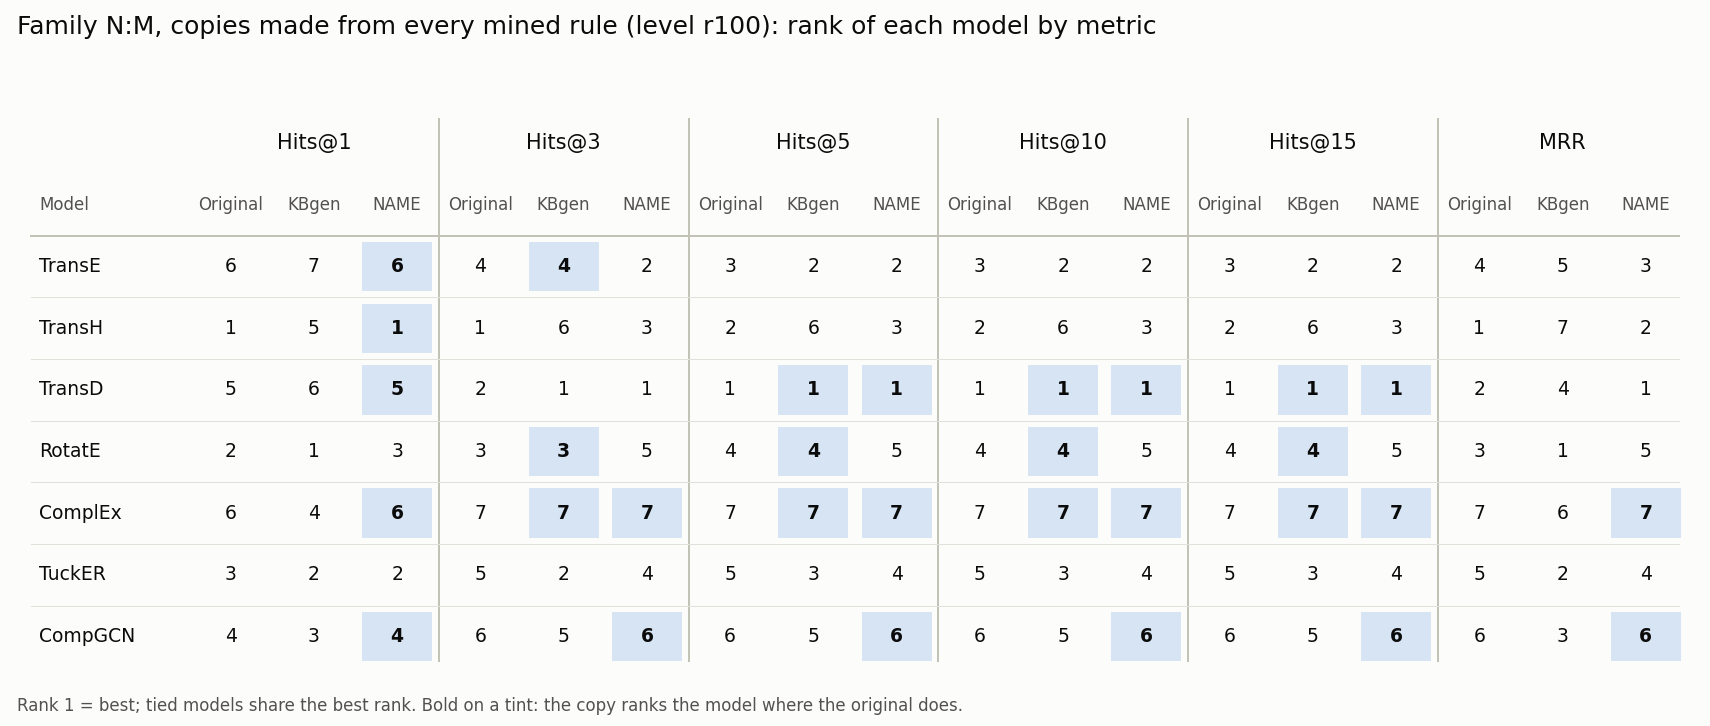 Family N:M, copies made from every mined rule (level r100): rank of each model by metric
Hits@1 Hits@3 Hits@5 Hits@10 Hits@15 MRR
Model Original KBgen NAME Original KBgen NAME Original KBgen NAME Original KBgen NAME Original KBgen NAME Original KBgen NAME
TransE 6 7 6 4 4 2 3 2 2 3 2 2 3 2 2 4 5 3
TransH 1 5 1 1 6 3 2 6 3 2 6 3 2 6 3 1 7 2
TransD 5 6 5 2 1 1 1 1 1 1 1 1 1 1 1 2 4 1
RotatE 2 1 3 3 3 5 4 4 5 4 4 5 4 4 5 3 1 5
ComplEx 6 4 6 7 7 7 7 7 7 7 7 7 7 7 7 7 6 7
TuckER 3 2 2 5 2 4 5 3 4 5 3 4 5 3 4 5 2 4
CompGCN 4 3 4 6 5 6 6 5 6 6 5 6 6 5 6 6 3 6
Rank 1 = best; tied models share the best rank. Bold on a tint: the copy ranks the model where the original does.